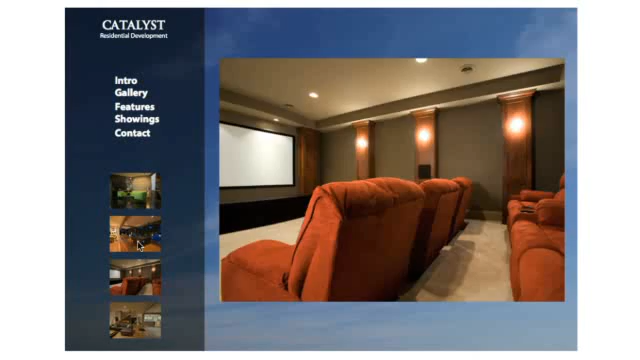 CATALYST
Residential Development
Intro
Gallery
Features
Showings
Contact